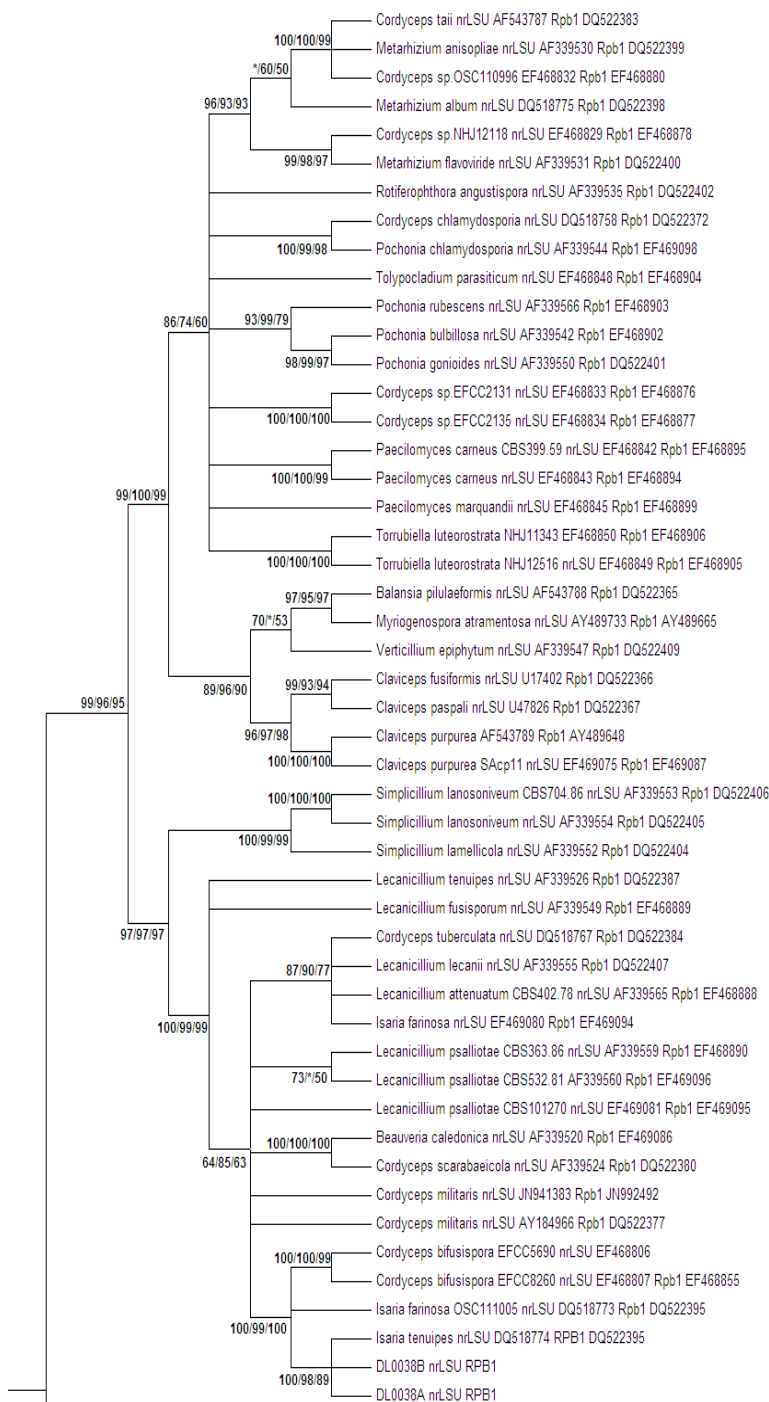 Cordyceps taii nrLSU AF543787 Rpb1 DQ522383
100/100/99
Metarhizium anisopliae nrLSU AF339530 Rpb1 DQ522399
*/60/50
Cordyceps sp.OSC110996 EF468832 Rpb1 EF468880
96/93/93
Metarhizium album nrLSU DQ518775 Rpb1 DQ522398
Cordyceps sp.NHJ12118 nrLSU EF468829 Rpb1 EF468878
99/98/97
Metarhizium flavoviride nrLSU AF339531 Rpb1 DQ522400
Rotiferophthora angustispora nrLSU AF339535 Rpb1 DQ522402
Cordyceps chlamydosporia nrLSU DQ518758 Rpb1 DQ522372
100/99/98
Pochonia chlamydosporia nrLSU AF339544 Rpb1 EF469098
Tolypocladium parasiticum nrLSU EF468848 Rpb1 EF468904
86/74/60
93/99/79
Pochonia rubescens nrLSU AF339566 Rpb1 EF468903
Pochonia bulbillosa nrLSU AF339542 Rpb1 EF468902
98/99/97
Pochonia gonioides nrLSU AF339550 Rpb1 DQ522401
Cordyceps sp.EFCC2131 nrLSU EF468833 Rpb1 EF468876
100/100/100
Cordyceps sp.EFCC2135 nrLSU EF468834 Rpb1 EF468877
Paecilomyces carneus CBS399.59 nrLSU EF468842 Rpb1 EF468895
100/100/99
Paecilomyces carneus nrLSU EF468843 Rpb1 EF468894
99/100/99
Paecilomyces marquandii nrLSU EF468845 Rpb1 EF468899
Torrubiella luteorostrata NHJ11343 EF468850 Rpb1 EF468906
100/100/100
Torrubiella luteorostrata NHJ12516 nrLSU EF468849 Rpb1 EF468905
97/95/97
Balansia pilulaeformis nrLSU AF543788 Rpb1 DQ522365
70/*/53
Myriogenospora atramentosa nrLSU AY489733 Rpb1 AY489665
Verticillium epiphytum nrLSU AF339547 Rpb1 DQ522409
89/96/90
99/93/94
Claviceps fusiformis nrLSU U17402 Rpb1 DQ522366
99/96/95
Claviceps paspali nrLSU U47826 Rpb1 DQ522367
96/97/98
Claviceps purpurea AF543789 Rpb1 AY489648
100/100/100
Claviceps purpurea SAcp11 nrLSU EF469075 Rpb1 EF469087
100/100/100
Simplicillium lanosoniveum CBS704.86 nrLSU AF339553 Rpb1 DQ522406
Simplicillium lanosoniveum nrLSU AF339554 Rpb1 DQ522405
100/99/99
Simplicillium lamellicola nrLSU AF339552 Rpb1 DQ522404
Lecanicillium tenuipes nrLSU AF339526 Rpb1 DQ522387
Lecanicillium fusisporum nrLSU AF339549 Rpb1 EF468889
97/97/97
Cordyceps tuberculata nrLSU DQ518767 Rpb1 DQ522384
87/90/77
Lecanicillium lecanii nrLSU AF339555 Rpb1 DQ522407
Lecanicillium attenuatum CBS402.78 nrLSU AF339565 Rpb1 EF468888
100/99/99
Isaria farinosa nrLSU EF469080 Rpb1 EF469094
Lecanicillium psalliotae CBS363.86 nrLSU AF339559 Rpb1 EF468890
73/*/50
Lecanicillium psalliotae CBS532.81 AF339560 Rpb1 EF469096
Lecanicillium psalliotae CBS101270 nrLSU EF469081 Rpb1 EF469095
100/100/100
Beauveria caledonica nrLSU AF339520 Rpb1 EF469086
64/85/63
Cordyceps scarabaeicola nrLSU AF339524 Rpb1 DQ522380
Cordyceps militaris nrLSU JN941383 Rpb1 JN992492
Cordyceps militaris nrLSU AY184966 Rpb1 DQ522377
100/100/99
Cordyceps bifusispora EFCC5690 nrLSU EF468806
Cordyceps bifusispora EFCC8260 nrLSU EF468807 Rpb1 EF468855
Isaria farinosa OSC111005 nrLSU DQ518773 Rpb1 DQ522395
100/99/100
Isaria tenuipes nrLSU DQ518774 RPB1 DQ522395
DL0038B nrLSU RPB1
100/98/89
DL0038A nrLSU RPB1